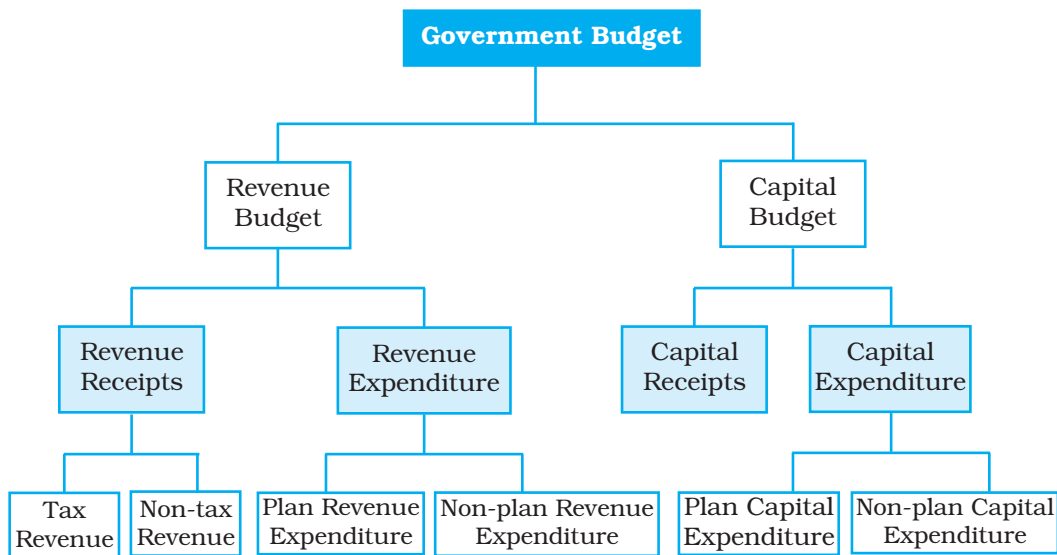 Government Budget
Revenue
Budget
Capital
Budget
Revenue
Receipts
Revenue
Expenditure
Capital
Receipts
Capital
Expenditure
Tax
Revenue
Non-tax
Revenue
Plan Revenue
Expenditure
Non-plan Revenue
Expenditure
Plan Capital
Expenditure
Non-plan Capital
Expenditure